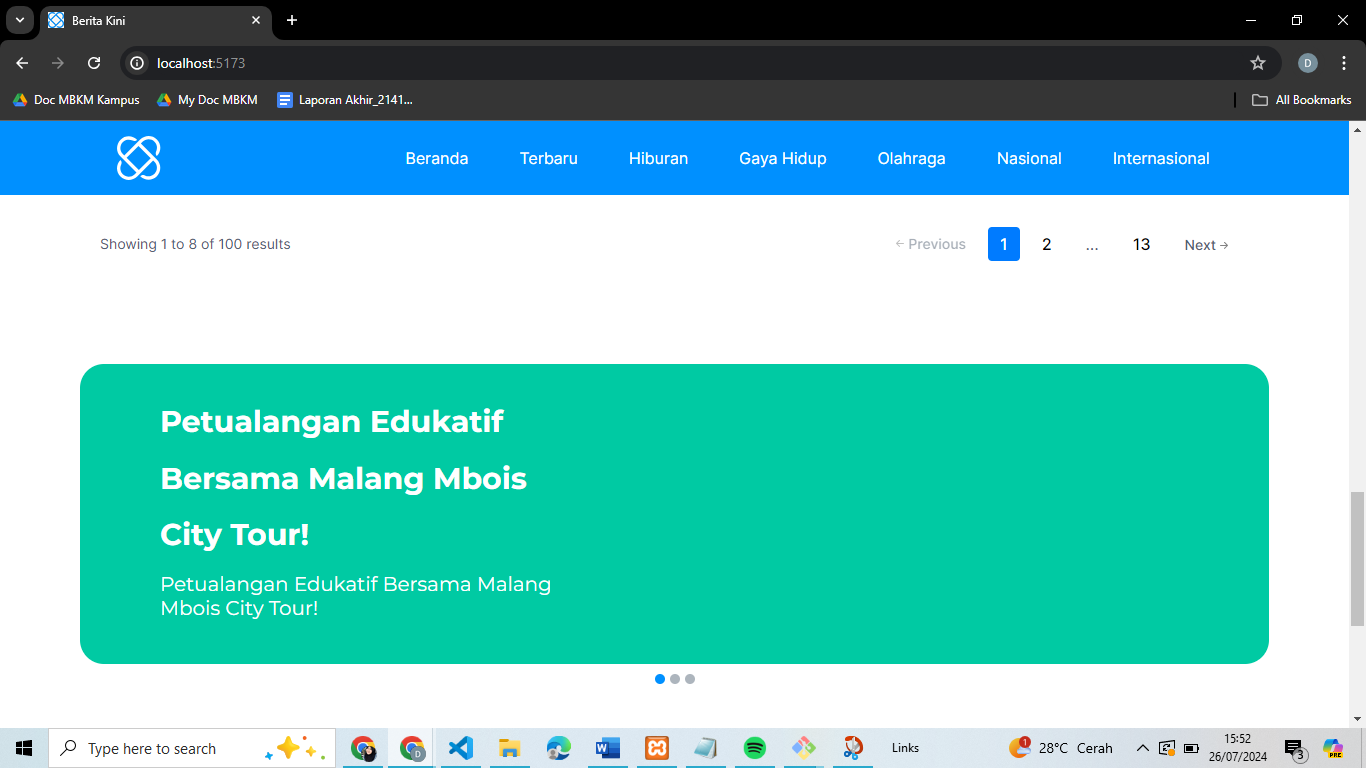 Berita Kini
localhost:5173
Doc MBKM Kampus My Doc MBKM Laporan Akhir_2141... All Bookmarks
Beranda Terbaru Hiburan Gaya Hidup Olahraga Nasional Internasional
Showing 1 to 8 of 100 results ← Previous 1 2 ... 13 Next →
Petualangan Edukatif
Bersama Malang Mbois
City Tour!
Petualangan Edukatif Bersama Malang
Mbois City Tour!
Type here to search Links 28°C Cerah 15:52
26/07/2024
D
D
1
3
PRE